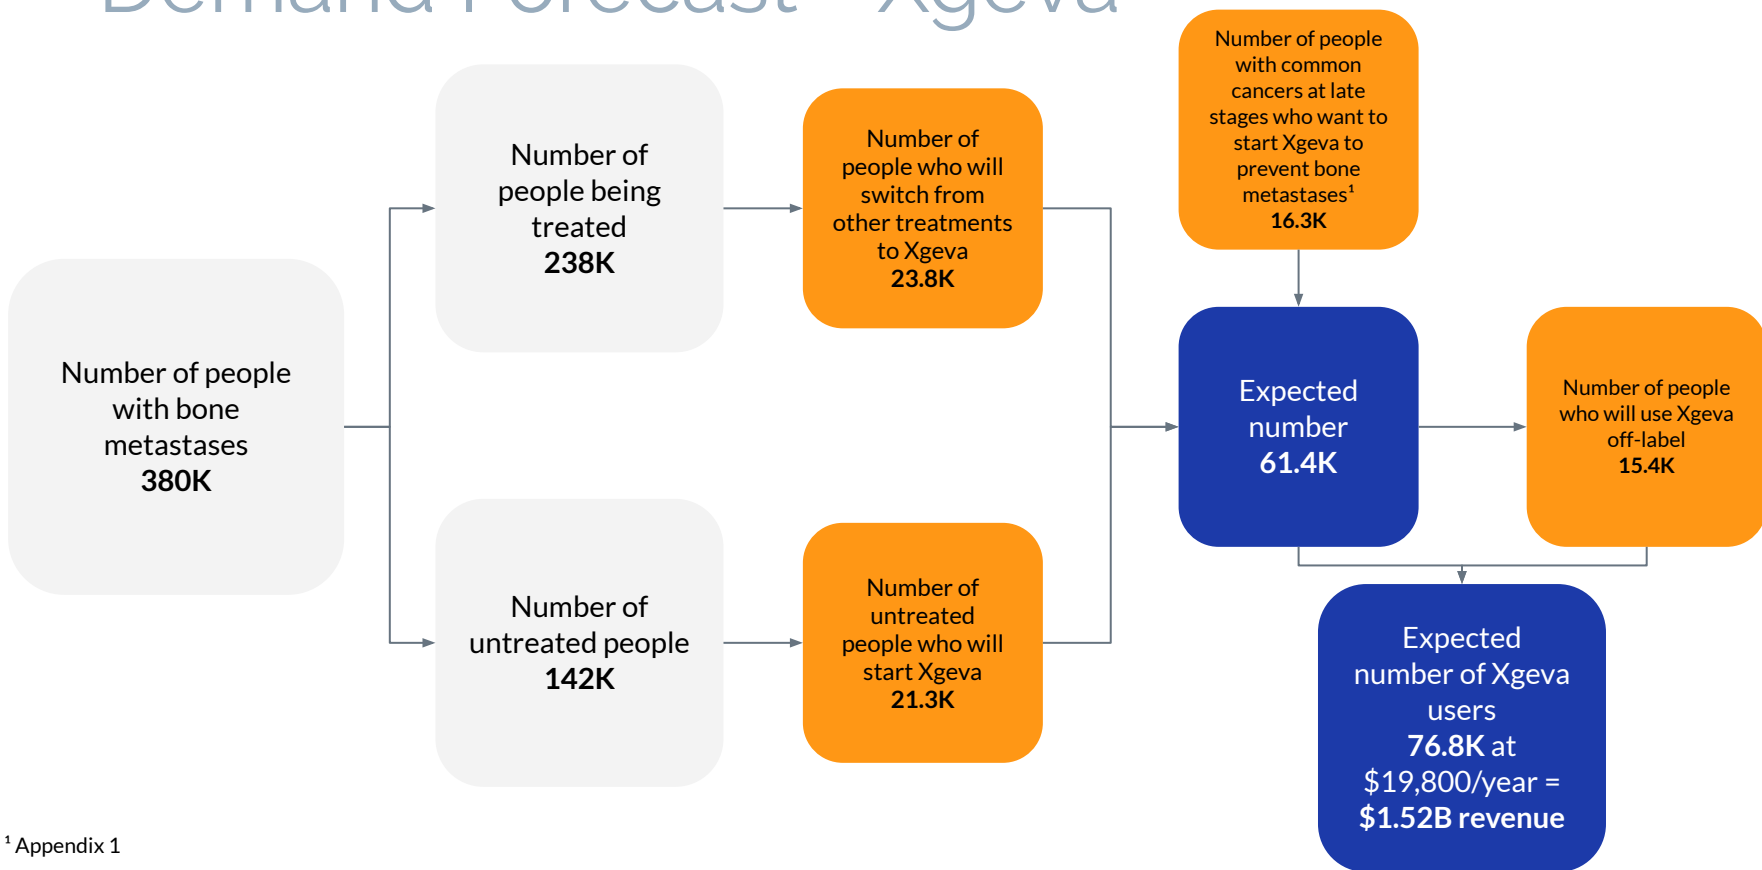 Demand Forecast - Xgeva
Number of people
with bone
metastases
380K
Number of
people being
treated
238K
Number of
untreated people
142K
Number of
people who will
switch from
other treatments
to Xgeva
23.8K
Number of
untreated
people who will
start Xgeva
21.3K
Number of people
with common
cancers at late
stages who want to
start Xgeva to
prevent bone
metastases¹
16.3K
Expected
number
61.4K
Number of people
who will use Xgeva
off-label
15.4K
Expected
number of Xgeva
users
76.8K at
$19,800/year =
$1.52B revenue
¹ Appendix 1